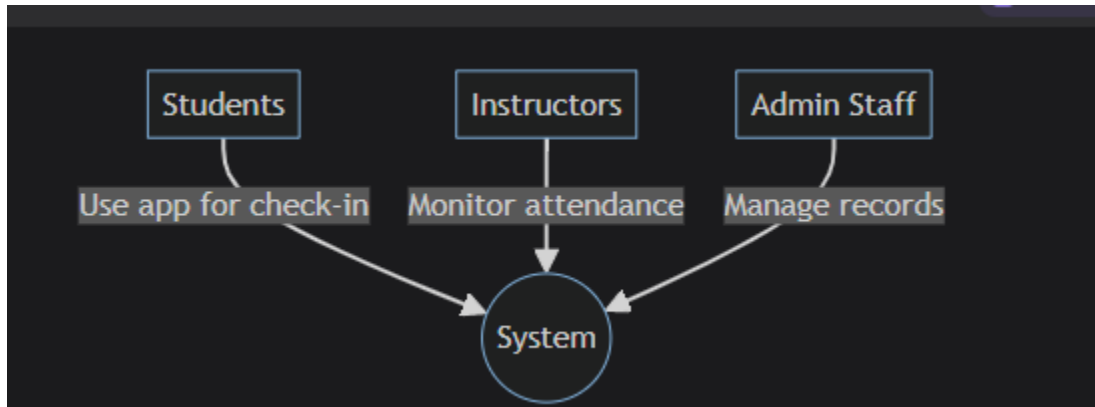 Students
Instructors
Admin Staff
Use app for check-in
Monitor attendance
Manage records
System